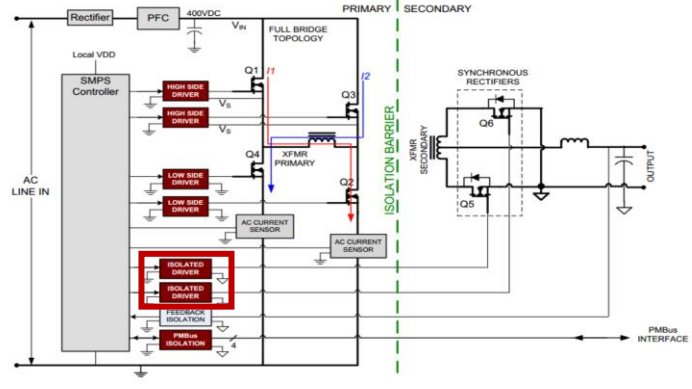 PRIMARY
SECONDARY
Rectifier
PFC
400VDC
VIN
FULL BRIDGE
TOPOLOGY
Local VDD
SMPS
Controller
HIGH SIDE
DRIVER
VS
HIGH SIDE
DRIVER
VS
Q1
I1
I2
Q3
Q4
XFMR
PRIMARY
Q2
LOW SIDE
DRIVER
LOW SIDE
DRIVER
AC
LINE IN
AC CURRENT
SENSOR
AC CURRENT
SENSOR
ISOLATED
DRIVER
ISOLATED
DRIVER
FEEDBACK
ISOLATION
PMBus
ISOLATION
4
ISOLATION BARRIER
SYNCHRONOUS
RECTIFIERS
Q6
XFMR
SECONDARY
Q5
OUTPUT
PMBus
INTERFACE